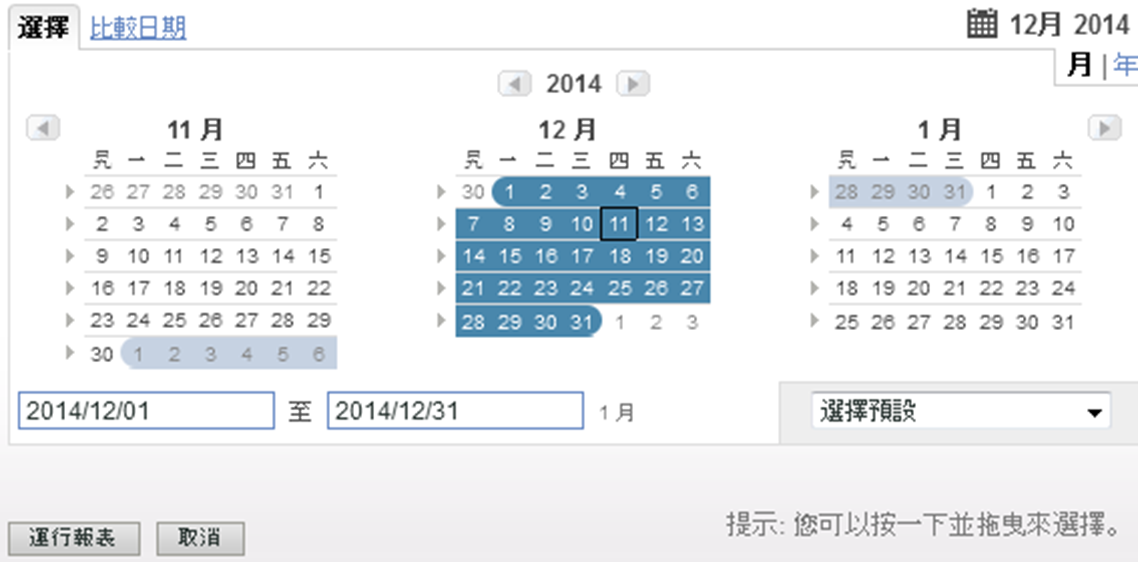 選擇 比較日期 12月 2014
月 | 年
2014
11 月 12 月 1 月
一 二 三 四 五 六 一 二 三 四 五 六 一 二 三 四 五 六
26 27 28 29 30 31 1 30 1 2 3 4 5 6 28 29 30 31 1 2 3
2 3 4 5 6 7 8 7 8 9 10 11 12 13 4 5 6 7 8 9 10
9 10 11 12 13 14 15 14 15 16 17 18 19 20 11 12 13 14 15 16 17
16 17 18 19 20 21 22 21 22 23 24 25 26 27 18 19 20 21 22 23 24
23 24 25 26 27 28 29 28 29 30 31 1 2 3 25 26 27 28 29 30 31
30 1 2 3 4 5 6
2014/12/01 至 2014/12/31 1 月 選擇預設
提示: 您可以按一下並拖曳來選擇。
運行報表 取消